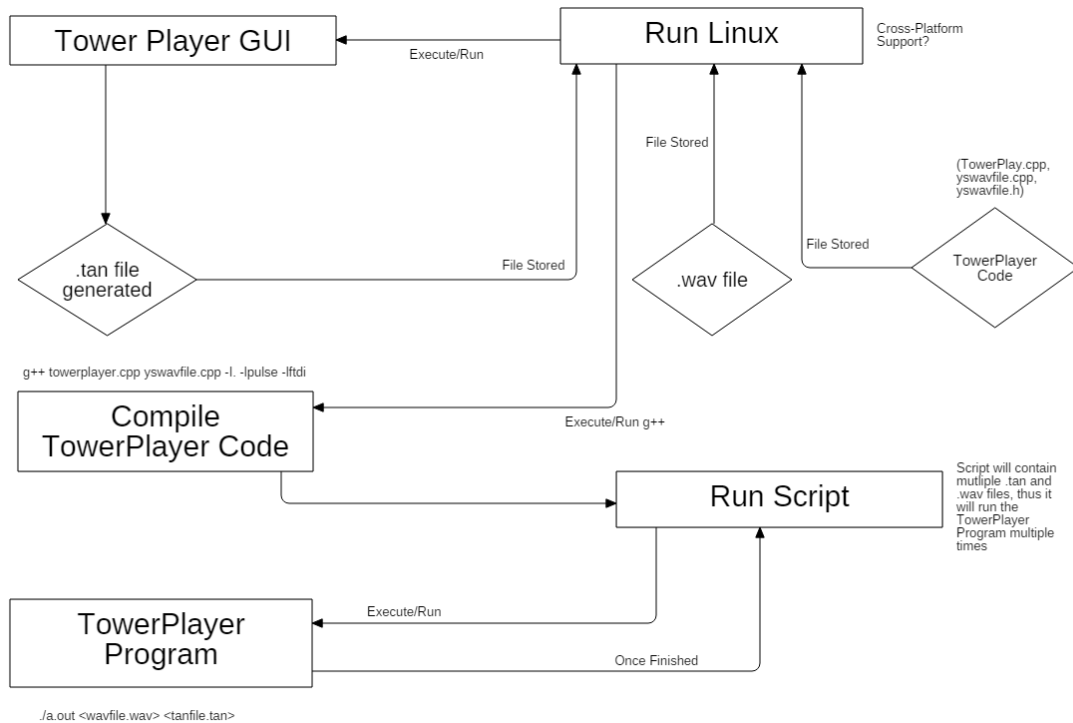 Tower Player GUI
Execute/Run
Run Linux
Cross-Platform
Support?
File Stored
(TowerPlay.cpp,
yswavfile.cpp,
yswavfile.h)
.tan file
generated
File Stored
.wav file
File Stored
TowerPlayer
Code
g++ towerplayer.cpp yswavfile.cpp -I. -lpulse -lftdi
Compile
TowerPlayer Code
Execute/Run g++
Run Script
Script will contain
mutliple .tan and
.wav files, thus it
will run the
TowerPlayer
Program multiple
times
TowerPlayer
Program
Execute/Run
Once Finished
./a.out <wavfile.wav> <tanfile.tan>